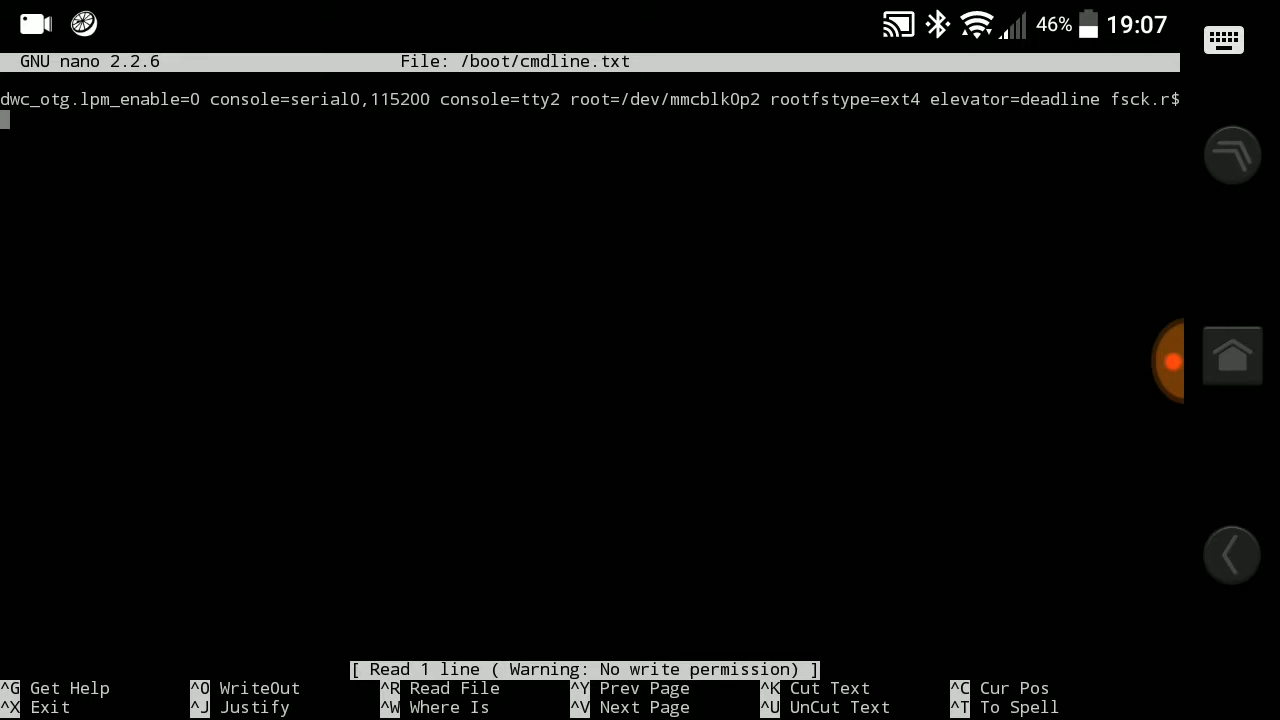 46% 19:07
GNU nano 2.2.6 File: /boot/cmdline.txt
dwc_otg.lpm_enable=0 console=serial0,115200 console=tty2 root=/dev/mmcblk0p2 rootfstype=ext4 elevator=deadline fsck.r$
[ Read 1 line ( Warning: No write permission) ]
^G Get Help ^O WriteOut ^R Read File ^Y Prev Page ^K Cut Text ^C Cur Pos
^X Exit ^J Justify ^W Where Is ^V Next Page ^U UnCut Text ^T To Spell